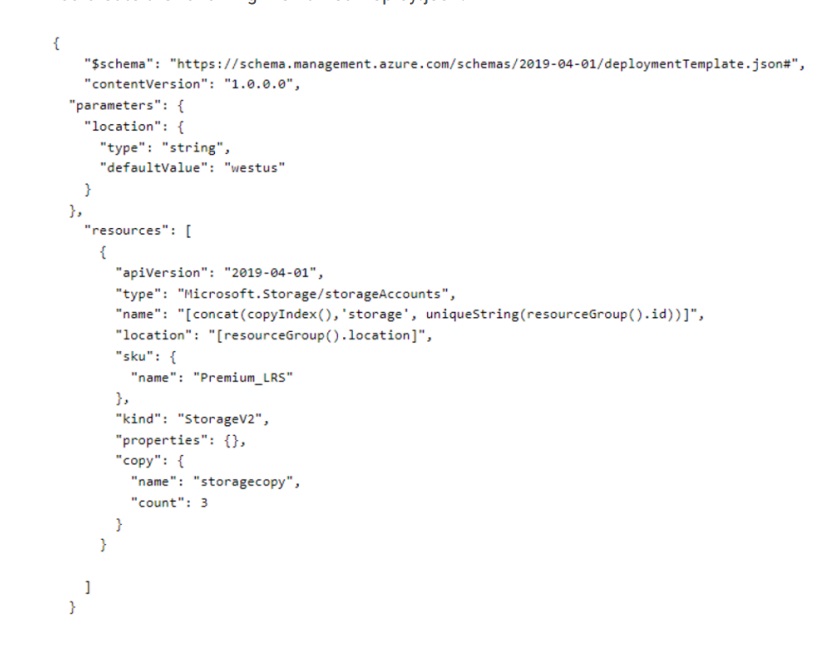 {
"$schema": "https://schema.management.azure.com/schemas/2019-04-01/deploymentTemplate.json#",
"contentVersion": "1.0.0.0",
"parameters": {
"location": {
"type": "string",
"defaultValue": "westus"
}
},
"resources": [
{
"apiVersion": "2019-04-01",
"type": "Microsoft.Storage/storageAccounts",
"name": "[concat(copyIndex(),'storage', uniqueString(resourceGroup().id))]",
"location": "[resourceGroup().location]",
"sku": {
"name": "Premium_LRS"
},
"kind": "StorageV2",
"properties": {},
"copy": {
"name": "storagecopy",
"count": 3
}
}
]
}